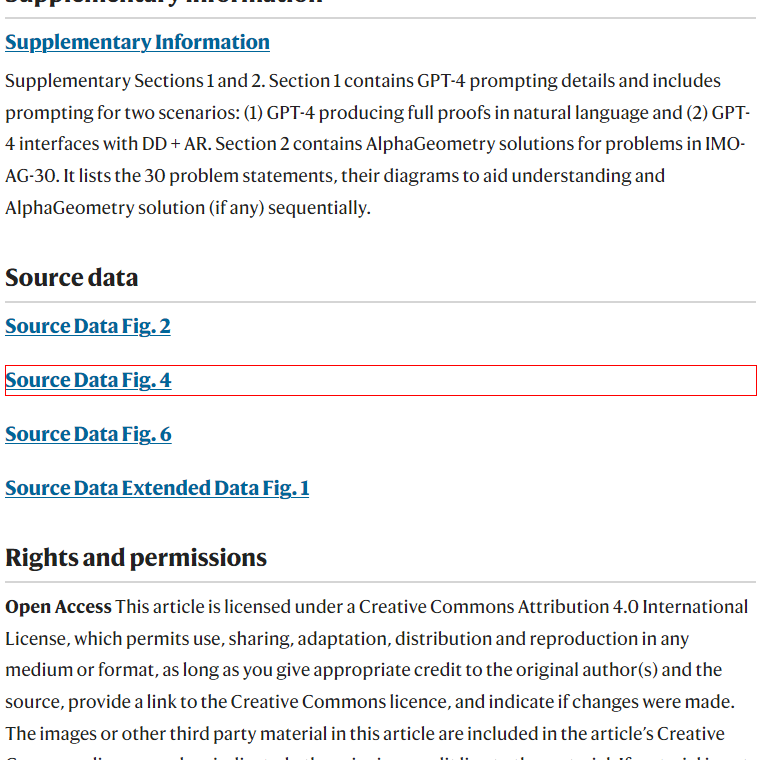 Supplementary information
Supplementary Information
Supplementary Sections 1 and 2. Section 1 contains GPT-4 prompting details and includes
prompting for two scenarios: (1) GPT-4 producing full proofs in natural language and (2) GPT-
4 interfaces with DD + AR. Section 2 contains AlphaGeometry solutions for problems in IMO-
AG-30. It lists the 30 problem statements, their diagrams to aid understanding and
AlphaGeometry solution (if any) sequentially.
Source data
Source Data Fig. 2
Source Data Fig. 4
Source Data Fig. 6
Source Data Extended Data Fig. 1
Rights and permissions
Open Access This article is licensed under a Creative Commons Attribution 4.0 International
License, which permits use, sharing, adaptation, distribution and reproduction in any
medium or format, as long as you give appropriate credit to the original author(s) and the
source, provide a link to the Creative Commons licence, and indicate if changes were made.
The images or other third party material in this article are included in the article's Creative